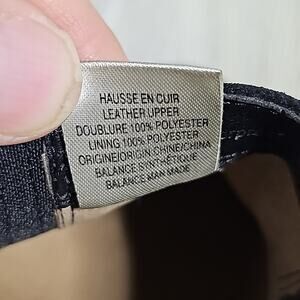 HAUSSE EN CUIR
LEATHER UPPER
DOUBLURE 100% POLYESTER
LINING 100% POLYESTER
ORIGINE/ORIGIN CHINE/CHINA
BALANCE SYNTHÉTIQUE
BALANCE MAN MADE